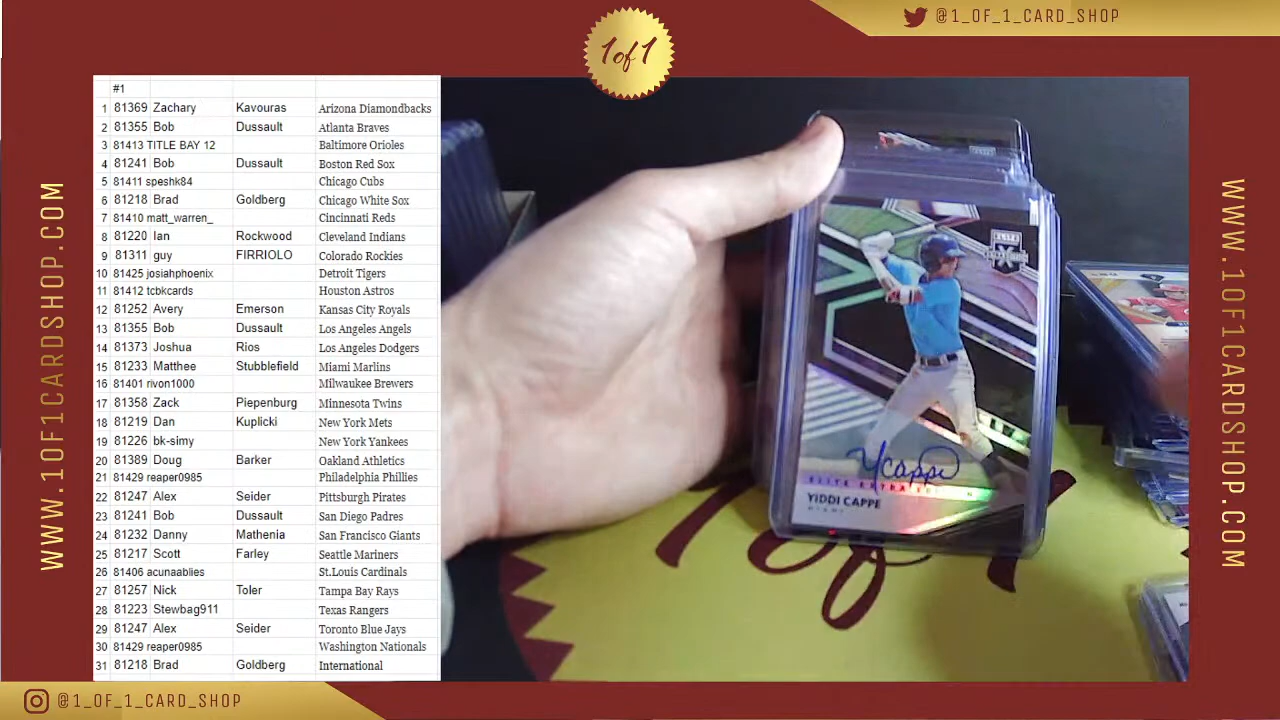 @1_OF_1_CARD_SHOP
1of1
#1
1 81369 Zachary Kavouras Arizona Diamondbacks
2 81355 Bob Dussault Atlanta Braves
3 81413 TITLE BAY 12 Baltimore Orioles
4 81241 Bob Dussault Boston Red Sox
5 81411 speshk84 Chicago Cubs
6 81218 Brad Goldberg Chicago White Sox
7 81410 matt_warren_ Cincinnati Reds
8 81220 Ian Rockwood Cleveland Indians
9 81311 guy FIRRIOLO Colorado Rockies
10 81425 josiahphoenix Detroit Tigers
11 81412 tcbkcards Houston Astros
12 81252 Avery Emerson Kansas City Royals
13 81355 Bob Dussault Los Angeles Angels
14 81373 Joshua Rios Los Angeles Dodgers
15 81233 Matthee Stubblefield Miami Marlins
16 81401 rivon1000 Milwaukee Brewers
17 81358 Zack Piepenburg Minnesota Twins
18 81219 Dan Kuplicki New York Mets
19 81226 bk-simy New York Yankees
20 81389 Doug Barker Oakland Athletics
21 81429 reaper0985 Philadelphia Phillies
22 81247 Alex Seider Pittsburgh Pirates
23 81241 Bob Dussault San Diego Padres
24 81232 Danny Mathenia San Francisco Giants
25 81217 Scott Farley Seattle Mariners
26 81406 acunaablies St.Louis Cardinals
27 81257 Nick Toler Tampa Bay Rays
28 81223 Stewbag911 Texas Rangers
29 81247 Alex Seider Toronto Blue Jays
30 81429 reaper0985 Washington Nationals
31 81218 Brad Goldberg International
WWW.1OF1CARDSHOP.COM
ELITE
EXTRA EDITION
Ycappe
ELITE EXTRA EDITION
YIDDI CAPPE
MIAMI
1of
WWW.1OF1CARDSHOP.COM
@1_OF_1_CARD_SHOP